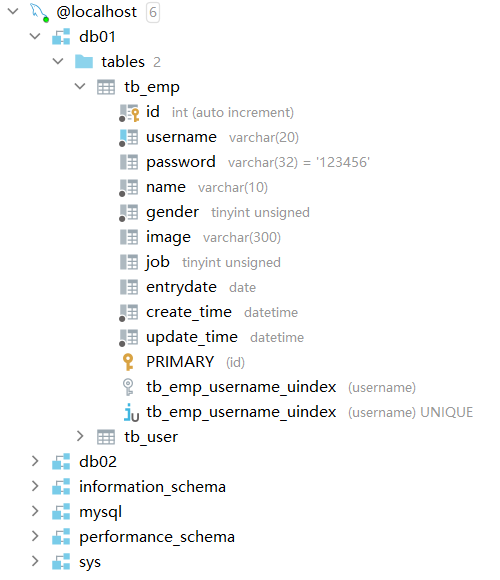 @localhost 6
db01
tables 2
tb_emp
id int (auto increment)
username varchar(20)
password varchar(32) = '123456'
name varchar(10)
gender tinyint unsigned
image varchar(300)
job tinyint unsigned
entrydate date
create_time datetime
update_time datetime
PRIMARY (id)
tb_emp_username_uindex (username)
tb_emp_username_uindex (username) UNIQUE
tb_user
db02
information_schema
mysql
performance_schema
sys